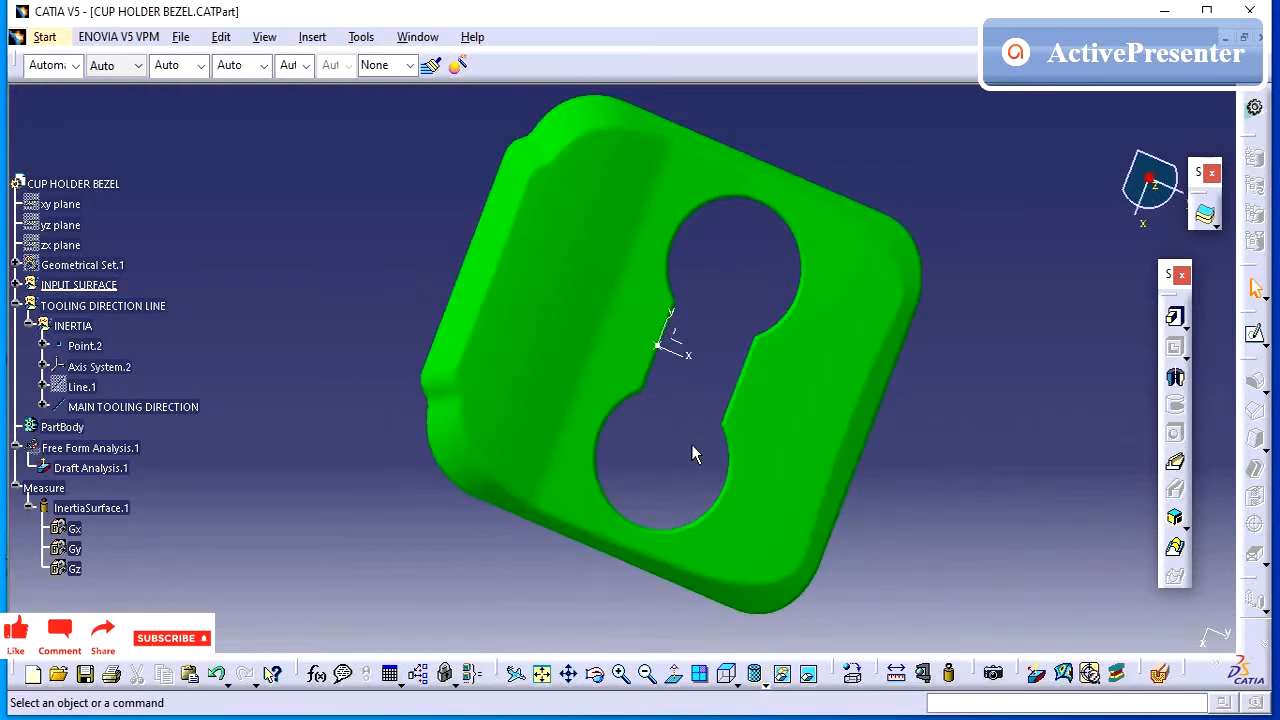 CATIA V5 - [CUP HOLDER BEZEL.CATPart]
Start ENOVIA V5 VPM File Edit View Insert Tools Window Help
ActivePresenter
Automa Auto Auto Auto Aut Aut None
CUP HOLDER BEZEL
xy plane
yz plane
zx plane
Geometrical Set.1
INPUT SURFACE
TOOLING DIRECTION LINE
INERTIA
Point.2
Axis System.2
Line.1
MAIN TOOLING DIRECTION
PartBody
Free Form Analysis.1
Draft Analysis.1
Measure
InertiaSurface.1
Gx
Gy
Gz
y
x
z
x
S x
S x
Like Comment Share SUBSCRIBE
y
x
f(x)
CATIA
Select an object or a command